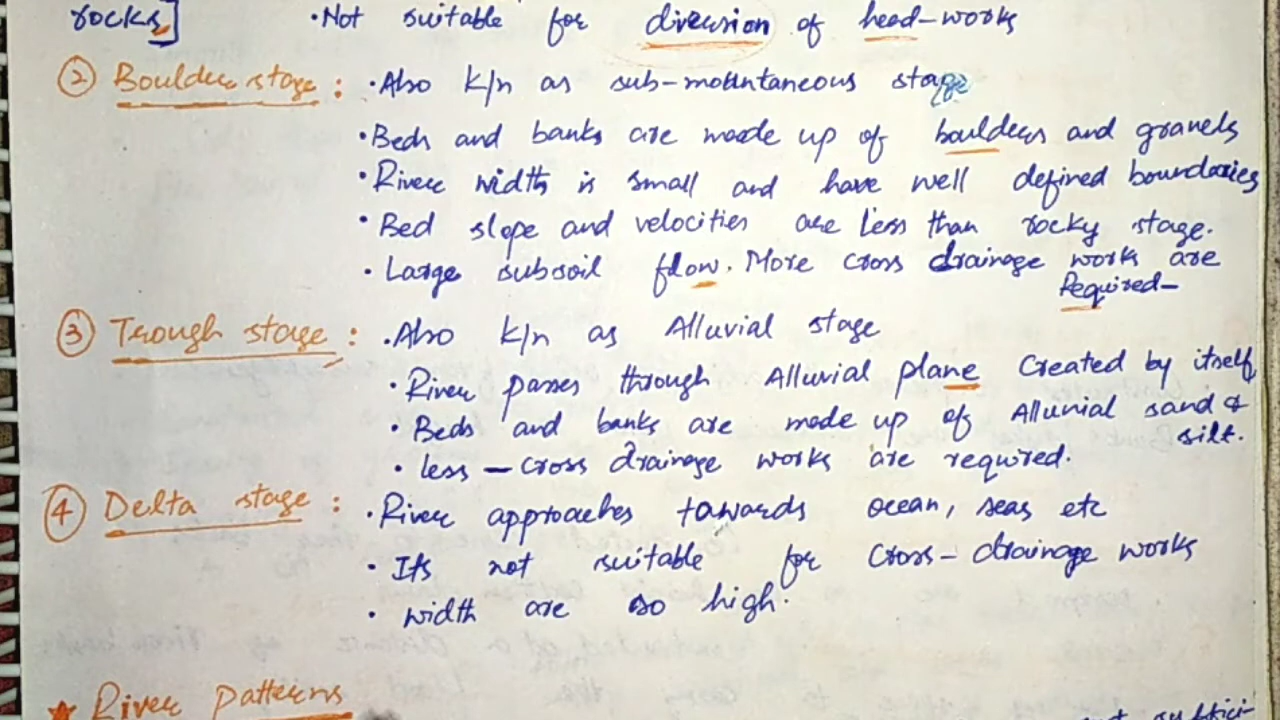 rocks] •Not suitable for diversion of head-works
② Boulder stage : •Also k/n as sub-mountaneous stage
•Beds and banks are made up of boulders and gravels
•River width is small and have well defined boundaries
•Bed slope and velocities are less than rocky stage.
•Large subsoil flow. More cross drainage works are
Required-
③ Trough stage : •Also k/n as Alluvial stage
•River passes through Alluvial plane Created by itself
•Beds and banks are made up of Alluvial sand &
silt.
•less - cross drainage works are required.
④ Delta stage : •River approaches tawards ocean, seas etc
•Its not suitable for Cross-drainage works
•width are so high.
★ River patterns